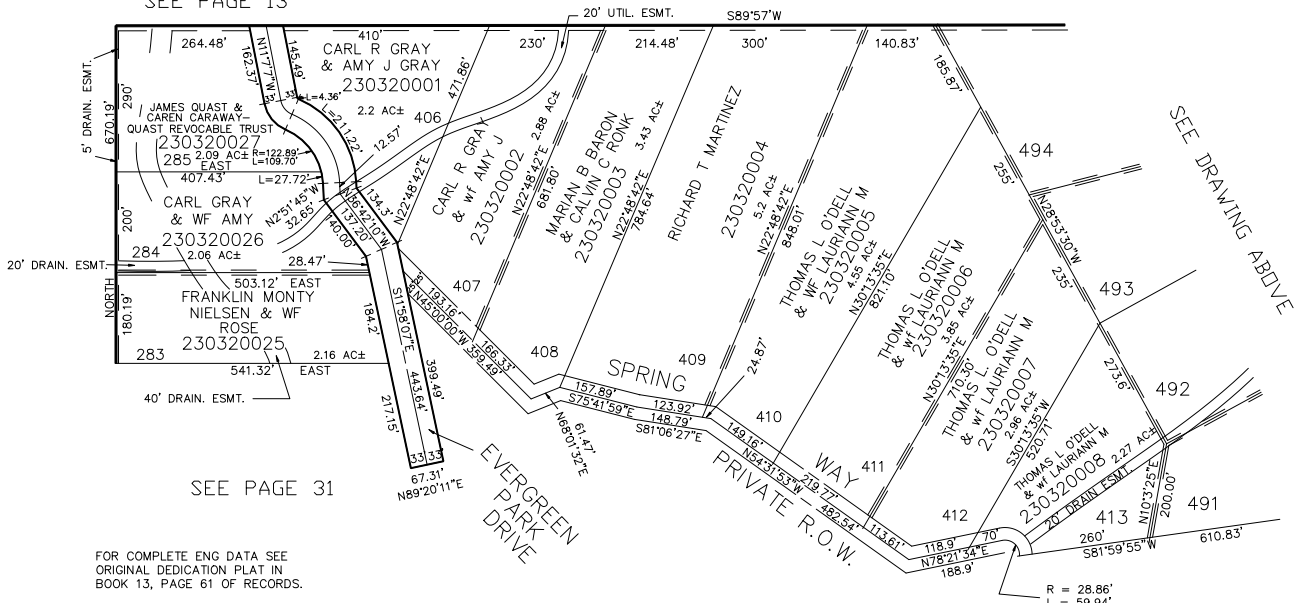 SEE PAGE 13
20' UTIL. ESMT.
S89°57'W
264.48'
410'
230'
214.48'
300'
140.83'
5' DRAIN. ESMT.
670.19'
290'
162.37'
N11°7'7"W
145.49'
CARL R GRAY
& AMY J GRAY
230320001
2.2 AC±
406
471.86'
185.87'
33'
33'
L=4.36'
L=211.22'
JAMES QUAST &
CAREN CARAWAY–
QUAST REVOCABLE TRUST
230320027
285
2.09 AC±
R=122.89'
L=109.70'
EAST
407.43'
L=27.72'
12.57'
N22°48'42"E
CARL R GRAY
& wf AMY J
230320002
2.88 AC±
N22°48'42"E
681.80'
MARIAN B BARON
& CALVIN C RONK
230320003
3.43 AC±
N22°48'42"E
784.64'
RICHARD T MARTINEZ
230320004
5.2 AC±
N22°48'42"E
848.01'
494
255'
SEE DRAWING ABOVE
CARL GRAY
& WF AMY
230320026
2.06 AC±
284
200'
N2°51'45"W
32.65'
134.3'
N36°42'10"W
137.20'
140.00'
28.47'
20' DRAIN. ESMT.
503.12'
EAST
NORTH
180.19'
FRANKLIN MONTY
NIELSEN & WF
ROSE
230320025
2.16 AC±
283
541.32'
EAST
40' DRAIN. ESMT.
184.2'
S11°58'07"E
443.64'
399.49'
217.15'
33'
33'
67.31'
N89°20'11"E
407
193.16'
N45°00'00"W
359.49'
166.33'
408
THOMAS L O'DELL
& WF LAURIANN M
230320005
4.55 AC±
N30°13'35"E
821.10'
THOMAS L. O'DELL
& wf LAURIANN M
230320006
3.85 AC±
N30°13'35"E
710.30'
THOMAS L. O'DELL
& wf LAURIANN M
230320007
2.96 AC±
S30°13'35"W
520.71'
THOMAS L O'DELL
& wf LAURIANN M
230320008
2.27 AC±
20' DRAIN ESMT.
N28°53'30"W
235'
493
273.6'
492
409
24.87'
SPRING
WAY
PRIVATE R.O.W.
157.89'
S75°41'59"E
123.92'
148.79'
S81°06'27"E
61.47'
N68°01'32"E
410
149.16'
N54°31'53"W
219.77'
482.54'
411
113.61'
412
118.9'
70'
N78°21'34"E
188.9'
413
260'
N10°3'25"E
200.00'
491
S81°59'55"W
610.83'
EVERGREEN
PARK
DRIVE
SEE PAGE 31
FOR COMPLETE ENG DATA SEE
ORIGINAL DEDICATION PLAT IN
BOOK 13, PAGE 61 OF RECORDS.
R = 28.86'
L = 59.94'